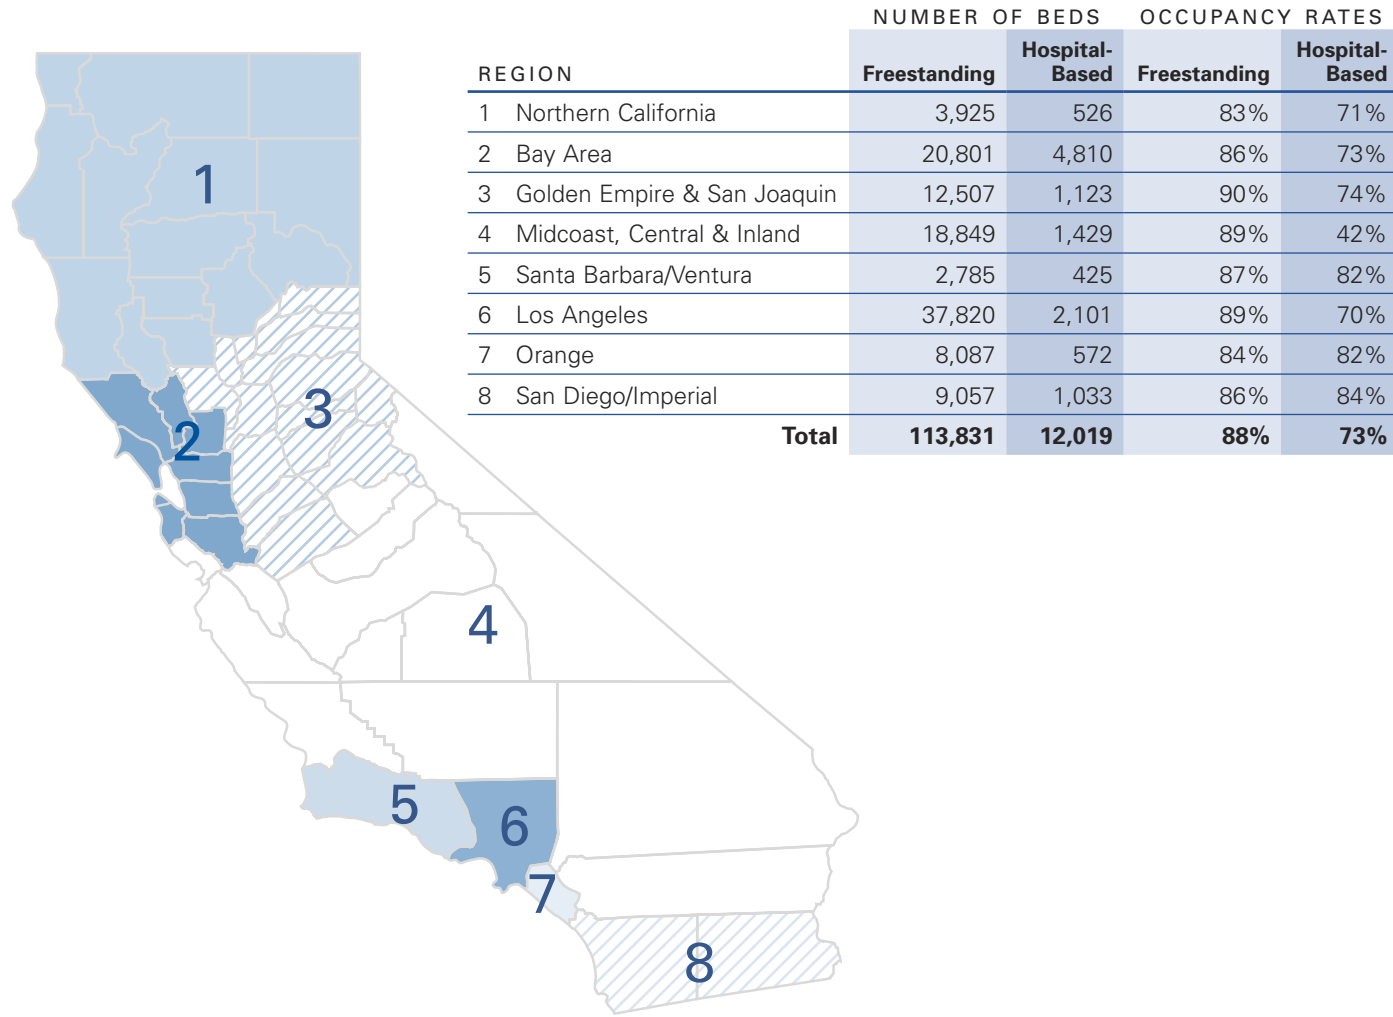 NUMBER OF BEDS OCCUPANCY RATES
REGION Freestanding Hospital-Based Freestanding Hospital-Based
1 Northern California 3,925 526 83% 71%
2 Bay Area 20,801 4,810 86% 73%
3 Golden Empire & San Joaquin 12,507 1,123 90% 74%
4 Midcoast, Central & Inland 18,849 1,429 89% 42%
5 Santa Barbara/Ventura 2,785 425 87% 82%
6 Los Angeles 37,820 2,101 89% 70%
7 Orange 8,087 572 84% 82%
8 San Diego/Imperial 9,057 1,033 86% 84%
Total 113,831 12,019 88% 73%
1
2
3
4
5
6
7
8